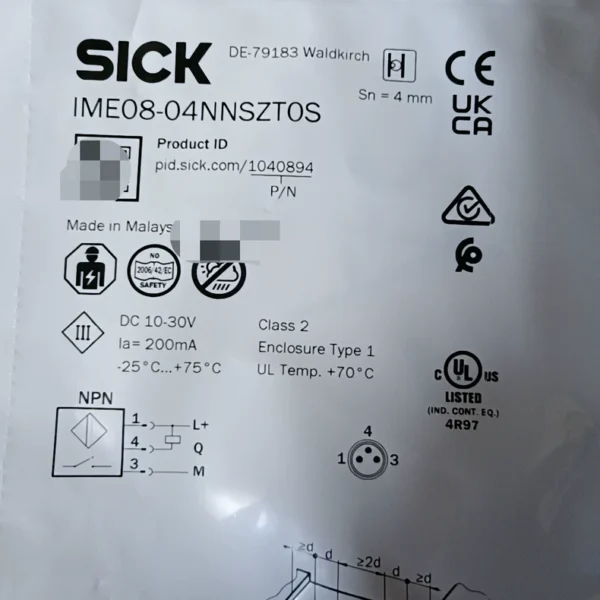 SICK
DE-79183 Waldkirch
Sn = 4 mm
CE
UK
CA
IME08-04NNSZT0S
Product ID
pid.sick.com/1040894
P/N
Made in Malays
NO
2006/42/EC
SAFETY
III
DC 10-30V
Ia= 200mA
-25°C...+75°C
Class 2
Enclosure Type 1
UL Temp. +70°C
C UL US
LISTED
(IND. CONT. EQ.)
4R97
NPN
1 L+
4 Q
3 M
4
1 3
≥d d ≥2d d ≥d